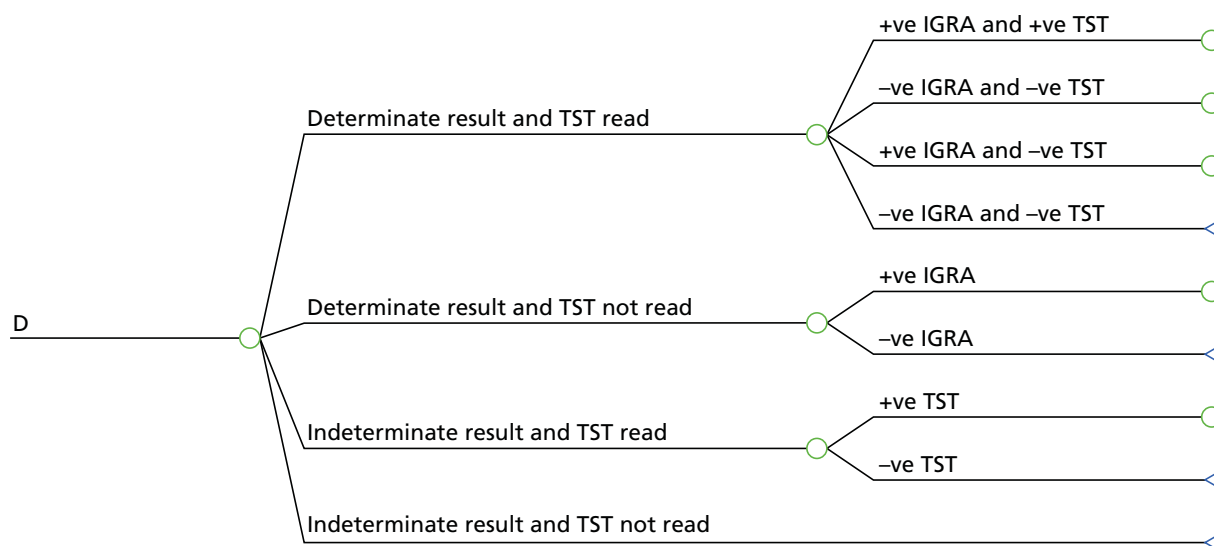 +ve IGRA and +ve TST
–ve IGRA and –ve TST
Determinate result and TST read
+ve IGRA and –ve TST
–ve IGRA and –ve TST
+ve IGRA
Determinate result and TST not read
D
–ve IGRA
+ve TST
Indeterminate result and TST read
–ve TST
Indeterminate result and TST not read